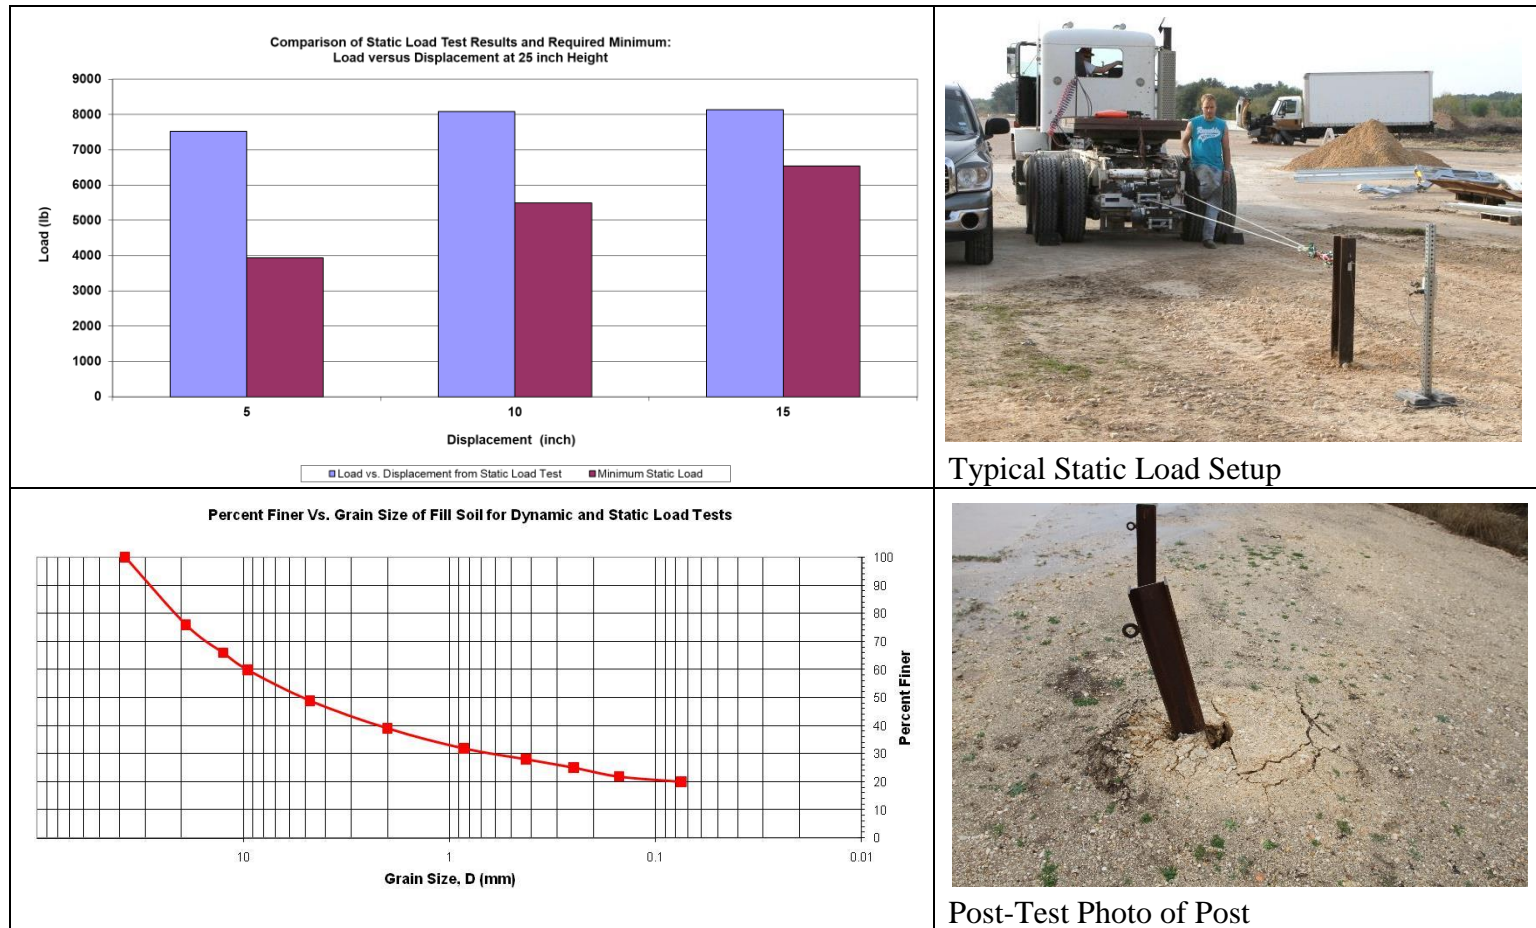 Comparison of Static Load Test Results and Required Minimum:
Load versus Displacement at 25 inch Height
9000
8000
7000
6000
5000
4000
3000
2000
1000
0
Load (lb)
5 10 15
Displacement (inch)
Load vs. Displacement from Static Load Test Minimum Static Load
Typical Static Load Setup
Percent Finer Vs. Grain Size of Fill Soil for Dynamic and Static Load Tests
100
90
80
70
60
50
40
30
20
10
0
Percent Finer
10 1 0.1 0.01
Grain Size, D (mm)
Post-Test Photo of Post